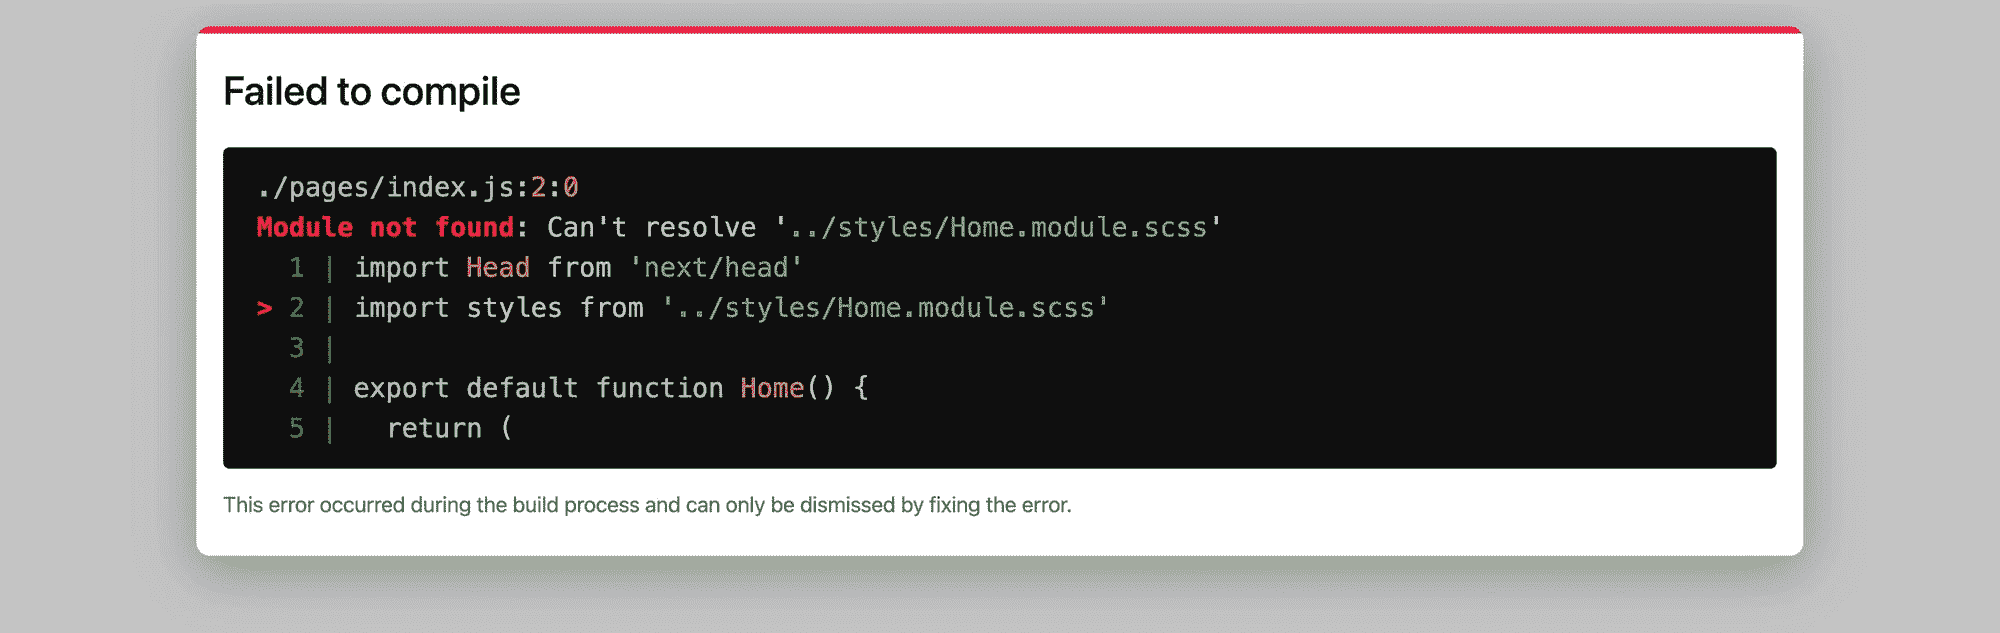 Failed to compile
./pages/index.js:2:0
Module not found: Can't resolve '../styles/Home.module.scss'
  1 | import Head from 'next/head'
> 2 | import styles from '../styles/Home.module.scss'
  3 |
  4 | export default function Home() {
  5 |   return (
This error occurred during the build process and can only be dismissed by fixing the error.